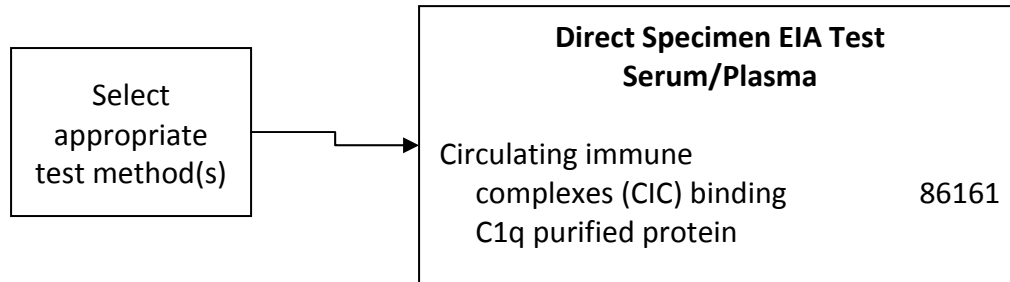 Select
appropriate
test method(s)
Direct Specimen EIA Test
Serum/Plasma
Circulating immune
complexes (CIC) binding 86161
C1q purified protein